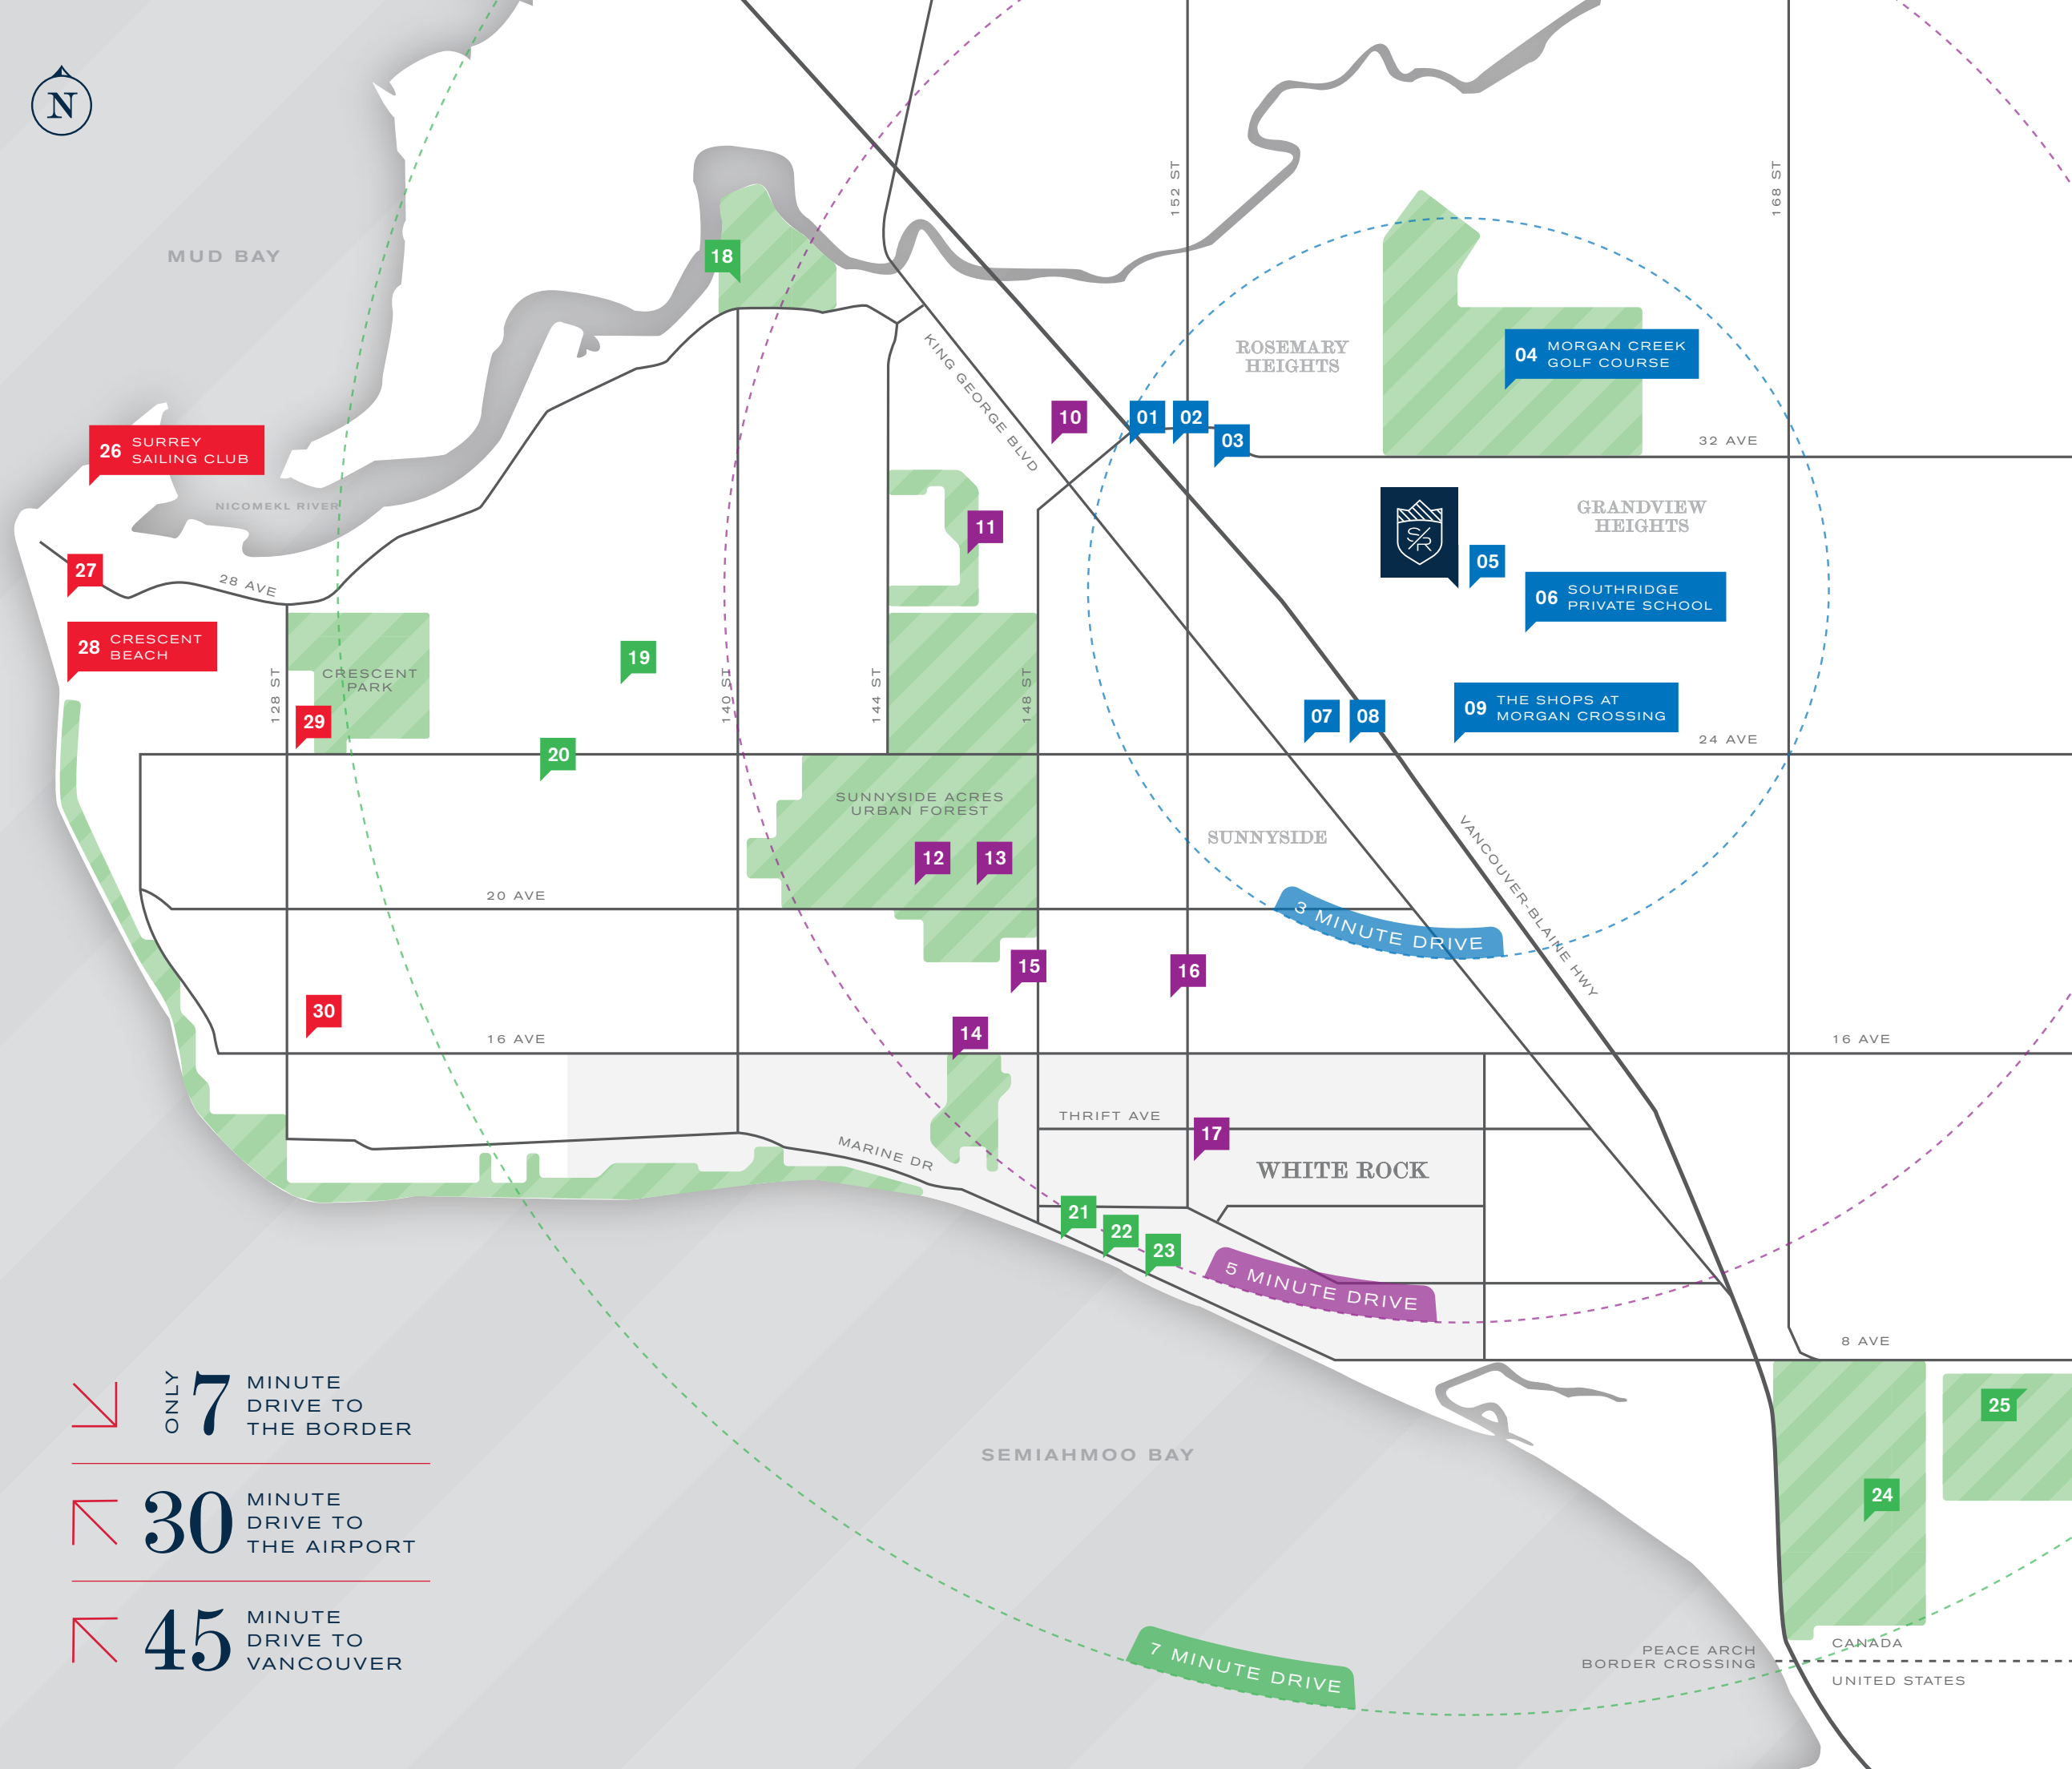 N
152 ST
168 ST
MUD BAY
18
KING GEORGE BLVD
ROSEMARY
HEIGHTS
04 MORGAN CREEK
GOLF COURSE
10
01
02
03
32 AVE
26 SURREY
SAILING CLUB
NICOMEKL RIVER
11
S/R
GRANDVIEW
HEIGHTS
05
27
28 AVE
06 SOUTHRIDGE
PRIVATE SCHOOL
28 CRESCENT
BEACH
19
CRESCENT
PARK
128 ST
140 ST
144 ST
148 ST
29
07
08
09 THE SHOPS AT
MORGAN CROSSING
24 AVE
20
SUNNYSIDE ACRES
URBAN FOREST
SUNNYSIDE
VANCOUVER-BLAINE HWY
12
13
20 AVE
3 MINUTE DRIVE
15
16
30
14
16 AVE
16 AVE
THRIFT AVE
17
MARINE DR
WHITE ROCK
21
22
23
5 MINUTE DRIVE
8 AVE
ONLY 7 MINUTE
DRIVE TO
THE BORDER
25
SEMIAHMOO BAY
30 MINUTE
DRIVE TO
THE AIRPORT
24
45 MINUTE
DRIVE TO
VANCOUVER
7 MINUTE DRIVE
PEACE ARCH
BORDER CROSSING
CANADA
UNITED STATES